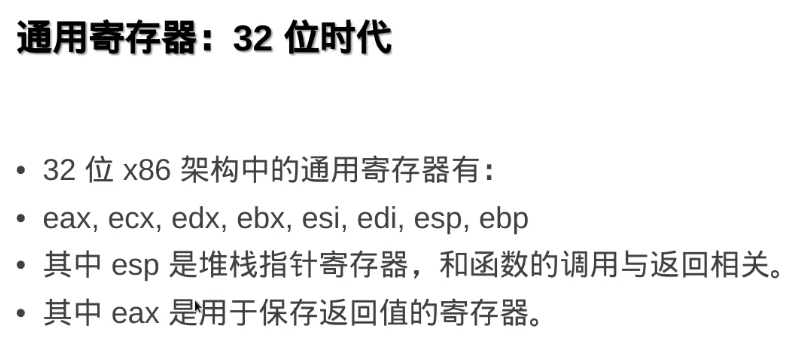 通用寄存器：32 位时代
• 32 位 x86 架构中的通用寄存器有：
• eax, ecx, edx, ebx, esi, edi, esp, ebp
• 其中 esp 是堆栈指针寄存器，和函数的调用与返回相关。
• 其中 eax 是用于保存返回值的寄存器。